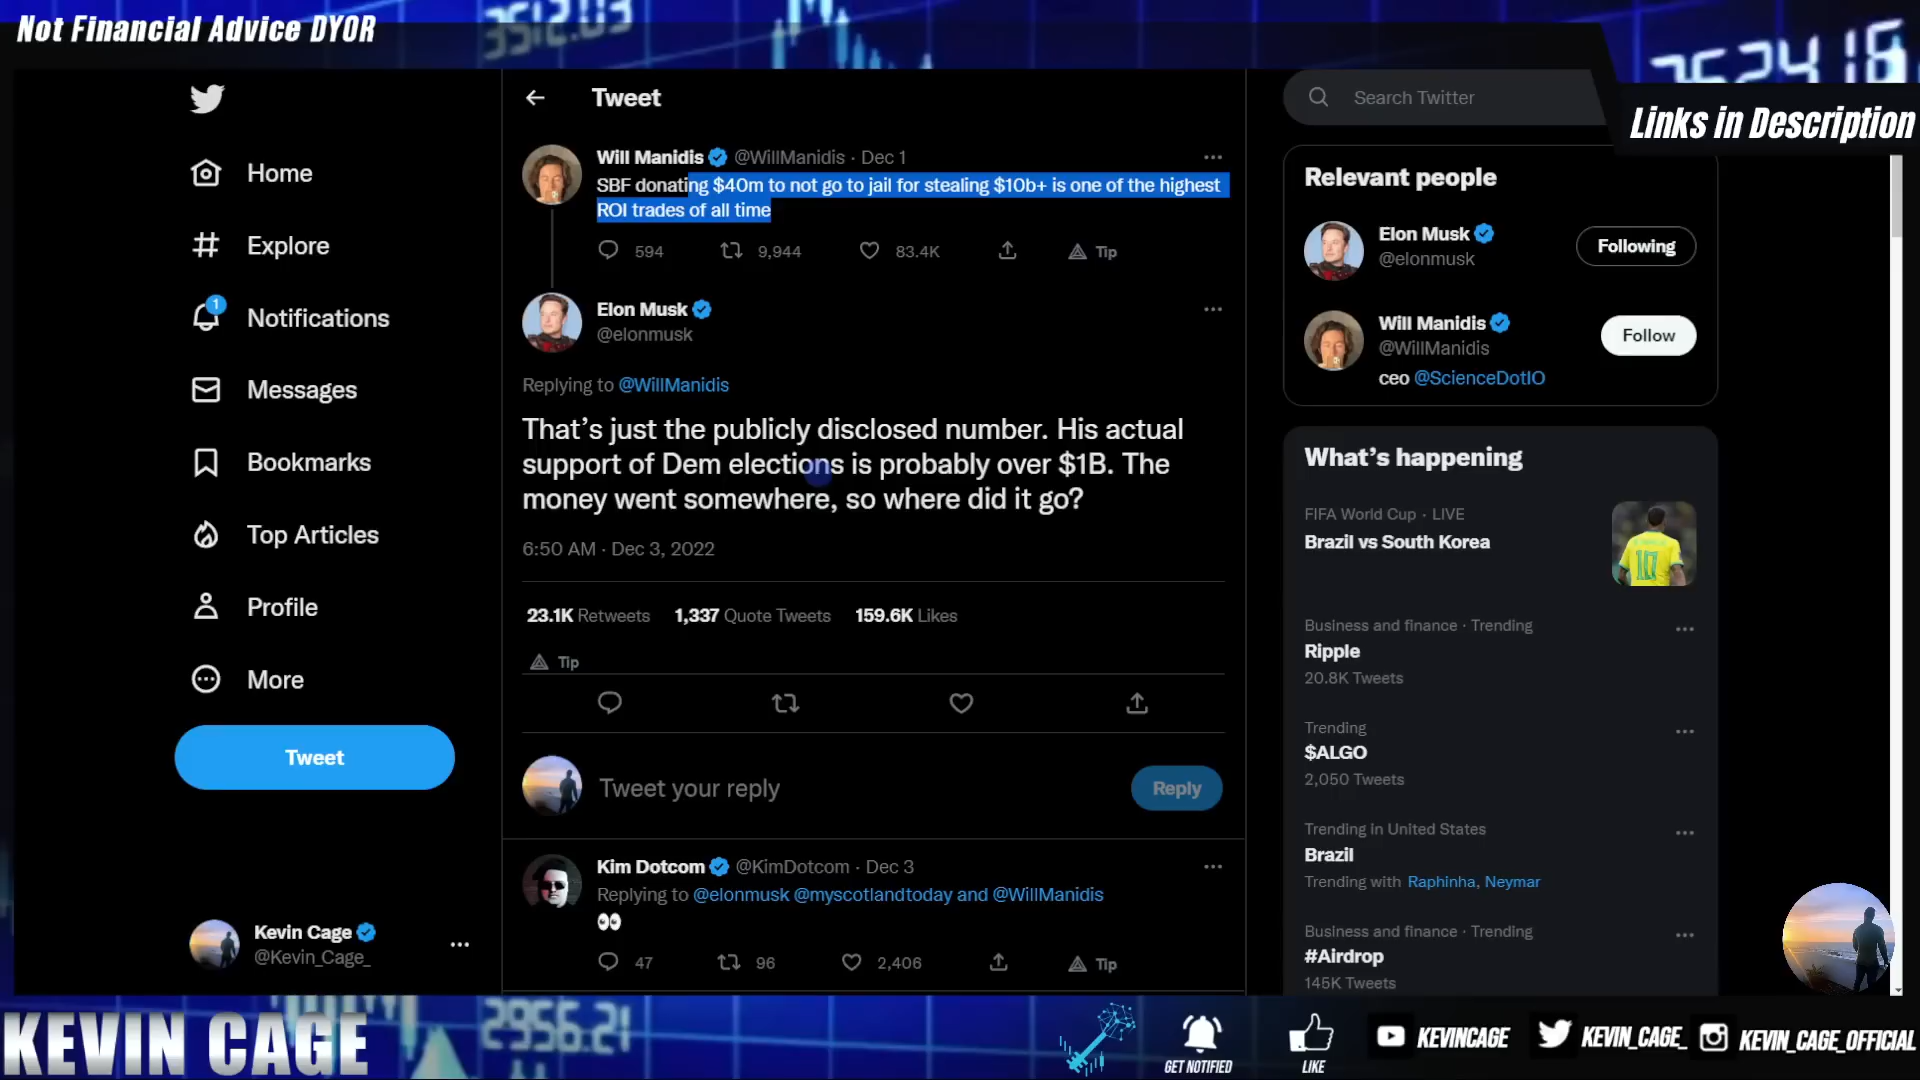 Not Financial Advice DYOR
3512.03
352418
Links in Description
Home
Explore
1
Notifications
Messages
Bookmarks
Top Articles
Profile
More
Tweet
Kevin Cage
@Kevin_Cage_
Tweet
Will Manidis @WillManidis · Dec 1
SBF donating $40m to not go to jail for stealing $10b+ is one of the highest
ROI trades of all time
594 9,944 83.4K Tip
Elon Musk
@elonmusk
Replying to @WillManidis
That’s just the publicly disclosed number. His actual
support of Dem elections is probably over $1B. The
money went somewhere, so where did it go?
6:50 AM · Dec 3, 2022
23.1K Retweets 1,337 Quote Tweets 159.6K Likes
Tip
Tweet your reply Reply
Kim Dotcom @KimDotcom · Dec 3
Replying to @elonmusk @myscotlandtoday and @WillManidis
👀
47 96 2,406 Tip
Search Twitter
Relevant people
Elon Musk
@elonmusk
Following
Will Manidis
@WillManidis
Follow
ceo @ScienceDotIO
What’s happening
FIFA World Cup · LIVE
Brazil vs South Korea
10
Business and finance · Trending
Ripple
20.8K Tweets
Trending
$ALGO
2,050 Tweets
Trending in United States
Brazil
Trending with Raphinha, Neymar
Business and finance · Trending
#Airdrop
145K Tweets
KEVIN CAGE
2956.21
GET NOTIFIED
LIKE
KEVINCAGE
KEVIN_CAGE_
KEVIN_CAGE_OFFICIAL